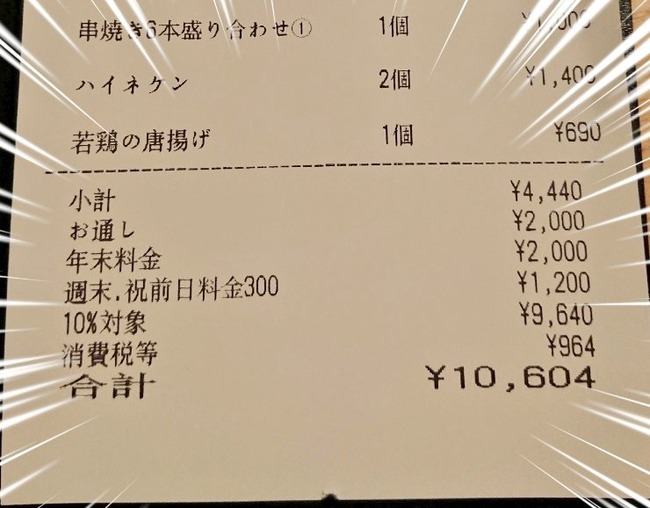 串焼き6本盛り合わせ① 1個
ハイネケン 2個 ¥1,400
若鶏の唐揚げ 1個 ¥690
小計 ¥4,440
お通し ¥2,000
年末料金 ¥2,000
週末.祝前日料金300 ¥1,200
10%対象 ¥9,640
消費税等 ¥964
合計 ¥10,604